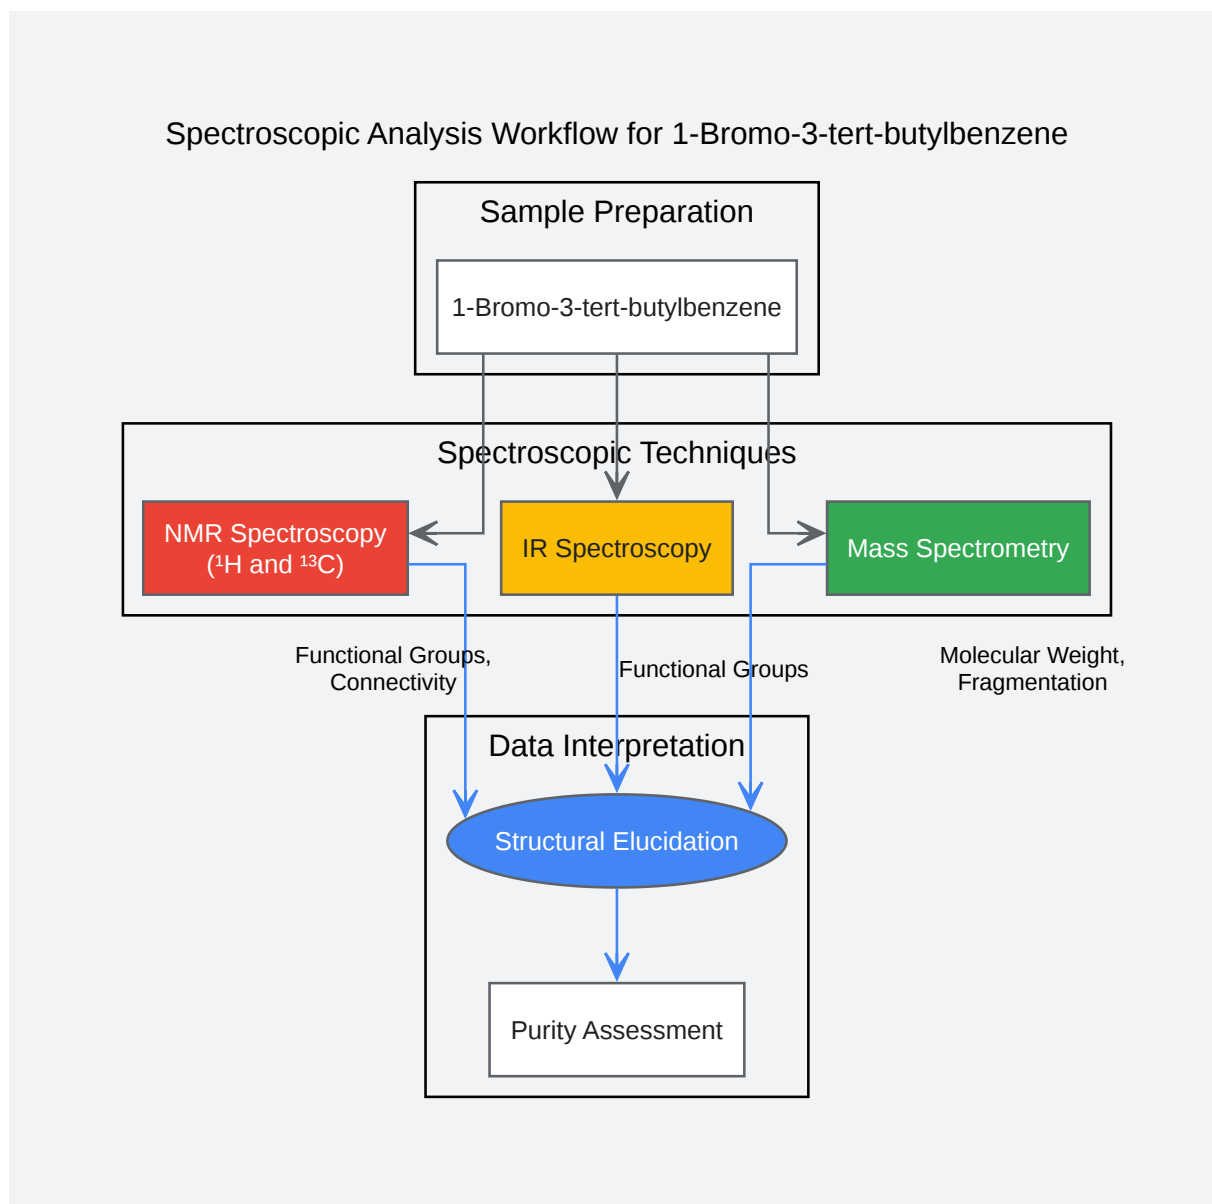 Spectroscopic Analysis Workflow for 1-Bromo-3-tert-butylbenzene
Sample Preparation
1-Bromo-3-tert-butylbenzene
Spectroscopic Techniques
NMR Spectroscopy
(¹H and ¹³C)
IR Spectroscopy
Mass Spectrometry
Functional Groups,
Connectivity
Functional Groups
Molecular Weight,
Fragmentation
Data Interpretation
Structural Elucidation
Purity Assessment